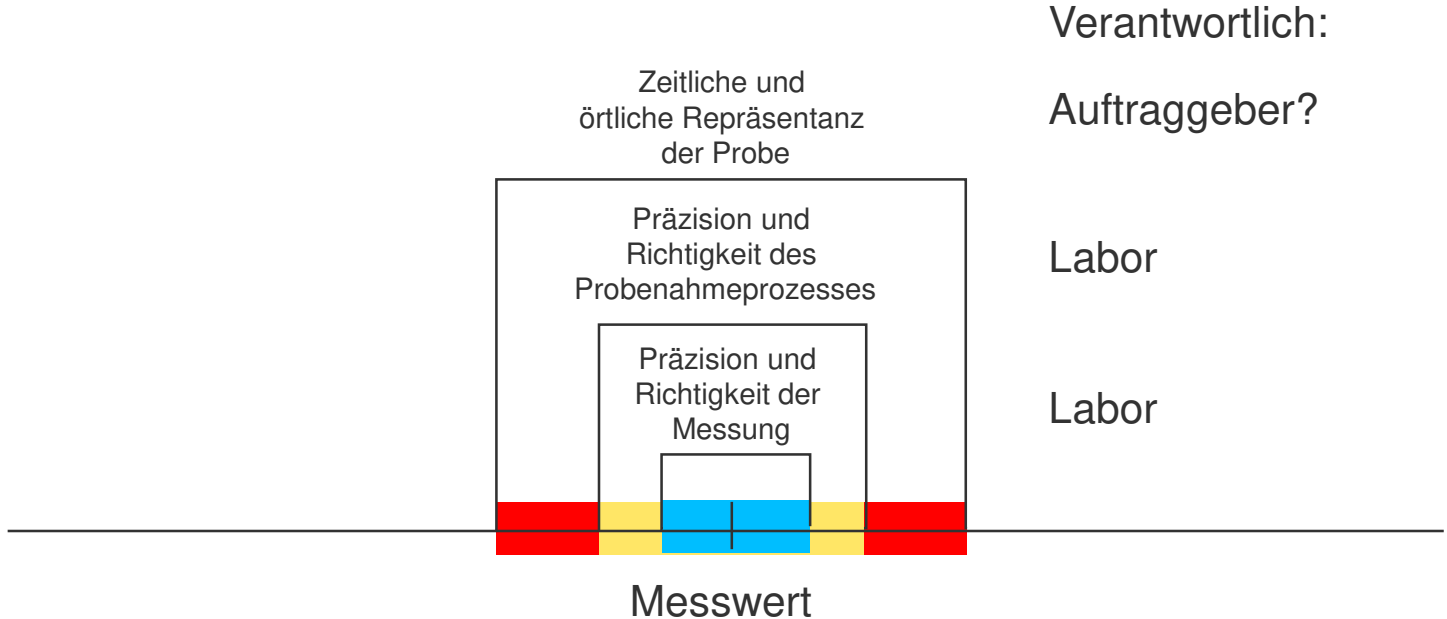 Verantwortlich:
Zeitliche und
örtliche Repräsentanz
der Probe
Auftraggeber?
Präzision und
Richtigkeit des
Probenahmeprozesses
Labor
Präzision und
Richtigkeit der
Messung
Labor
Messwert